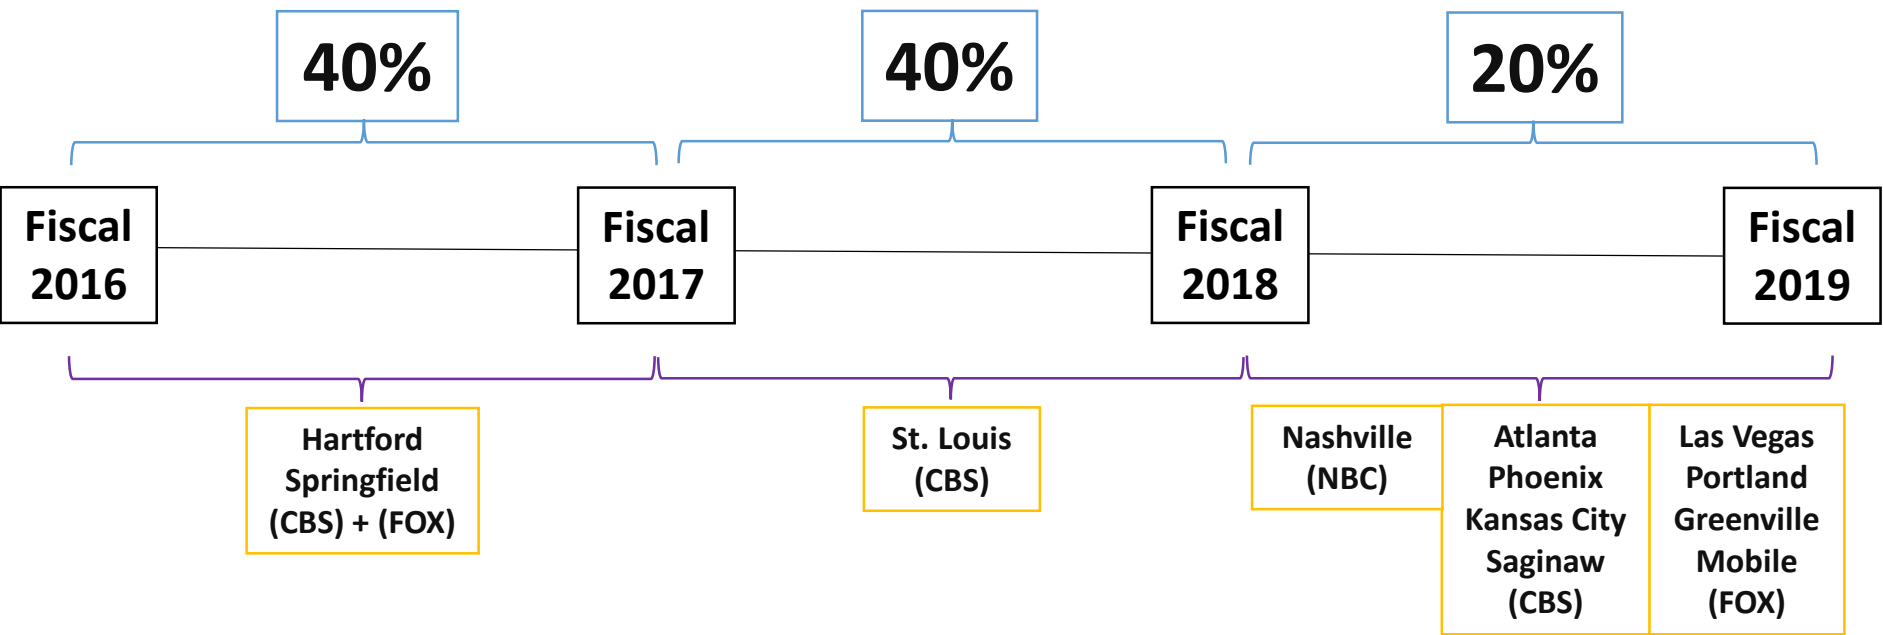 40%
40%
20%
Fiscal
2016
Fiscal
2017
Fiscal
2018
Fiscal
2019
Hartford
Springfield
(CBS) + (FOX)
St. Louis
(CBS)
Nashville
(NBC)
Atlanta
Phoenix
Kansas City
Saginaw
(CBS)
Las Vegas
Portland
Greenville
Mobile
(FOX)